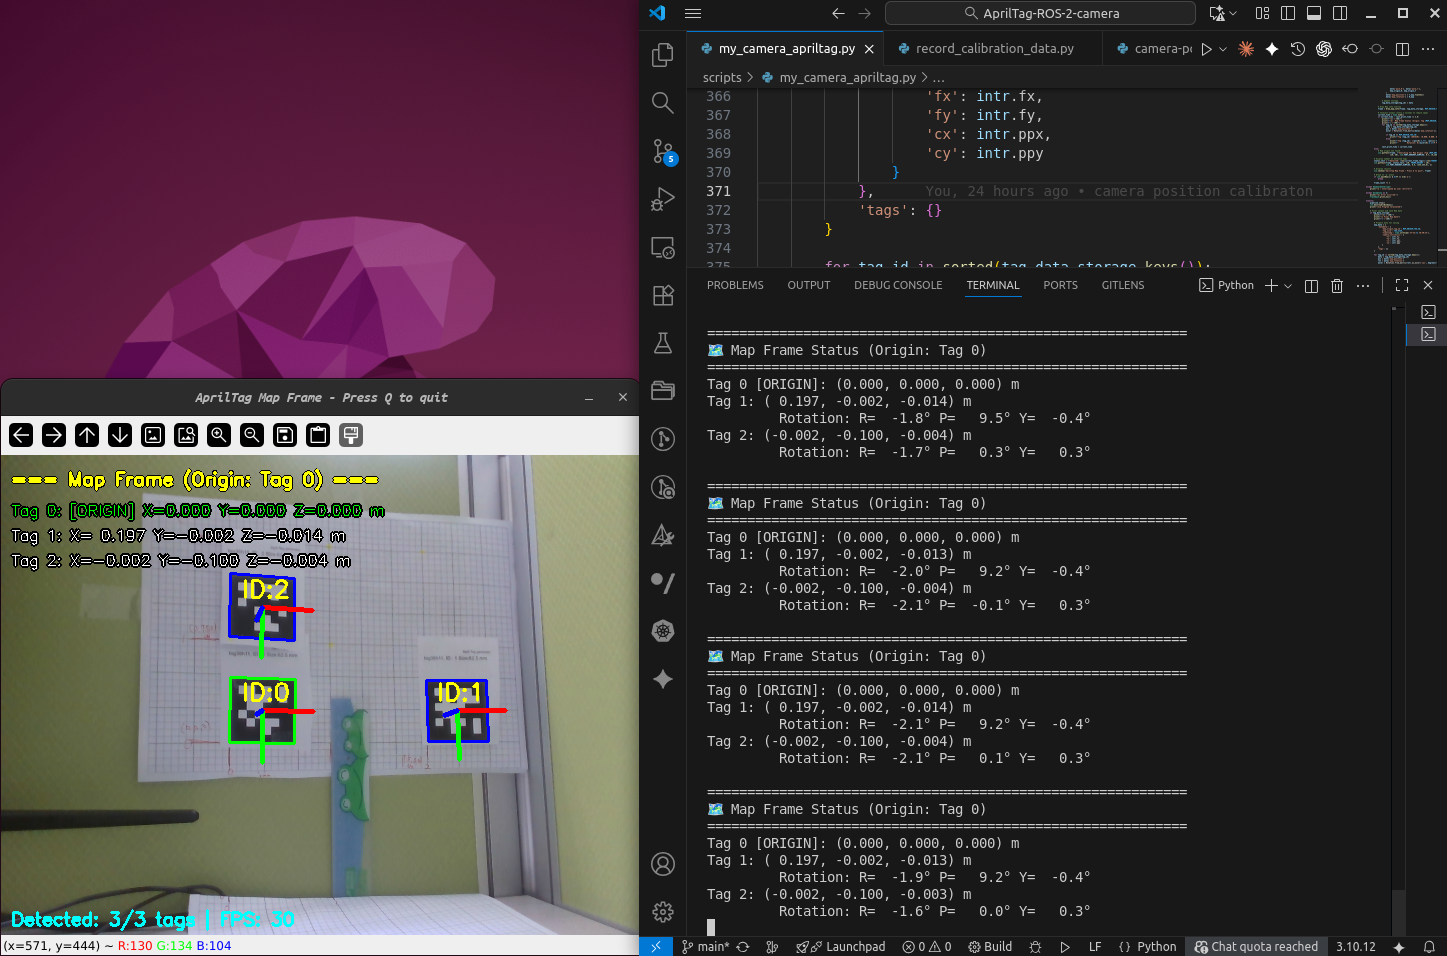 AprilTag-ROS-2-camera
my_camera_apriltag.py
record_calibration_data.py
camera-po
scripts > my_camera_apriltag.py > ...
366 'fx': intr.fx,
367 'fy': intr.fy,
368 'cx': intr.ppx,
369 'cy': intr.ppy
370 }
371 }, You, 24 hours ago • camera position calibraton
372 'tags': {}
373 }
374
375 for tag_id in sorted(tag_data_storage.keys()):
5
PROBLEMS OUTPUT DEBUG CONSOLE TERMINAL PORTS GITLENS
Python
================================================================
🗺️ Map Frame Status (Origin: Tag 0)
================================================================
Tag 0 [ORIGIN]: (0.000, 0.000, 0.000) m
Tag 1: ( 0.197, -0.002, -0.014) m
Rotation: R= -1.8° P= 9.5° Y= -0.4°
Tag 2: (-0.002, -0.100, -0.004) m
Rotation: R= -1.7° P= 0.3° Y= 0.3°
================================================================
🗺️ Map Frame Status (Origin: Tag 0)
================================================================
Tag 0 [ORIGIN]: (0.000, 0.000, 0.000) m
Tag 1: ( 0.197, -0.002, -0.013) m
Rotation: R= -2.0° P= 9.2° Y= -0.4°
Tag 2: (-0.002, -0.100, -0.004) m
Rotation: R= -2.1° P= -0.1° Y= 0.3°
================================================================
🗺️ Map Frame Status (Origin: Tag 0)
================================================================
Tag 0 [ORIGIN]: (0.000, 0.000, 0.000) m
Tag 1: ( 0.197, -0.002, -0.014) m
Rotation: R= -2.1° P= 9.2° Y= -0.4°
Tag 2: (-0.002, -0.100, -0.004) m
Rotation: R= -2.1° P= 0.1° Y= 0.3°
================================================================
🗺️ Map Frame Status (Origin: Tag 0)
================================================================
Tag 0 [ORIGIN]: (0.000, 0.000, 0.000) m
Tag 1: ( 0.197, -0.002, -0.013) m
Rotation: R= -1.9° P= 9.2° Y= -0.4°
Tag 2: (-0.002, -0.100, -0.003) m
Rotation: R= -1.6° P= 0.0° Y= 0.3°
main* Launchpad 0 0 Build LF {} Python Chat quota reached 3.10.12
AprilTag Map Frame - Press Q to quit
=== Map Frame (Origin: Tag 0) ===
Tag 0: [ORIGIN] X=0.000 Y=0.000 Z=0.000 m
Tag 1: X= 0.197 Y=-0.002 Z=-0.014 m
Tag 2: X=-0.002 Y=-0.100 Z=-0.004 m
ID:2
ID:0
ID:1
Detected: 3/3 tags | FPS: 30
(x=571, y=444) ~ R:130 G:134 B:104